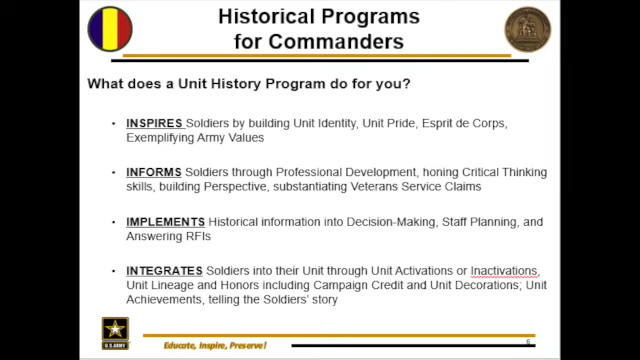 Historical Programs
for Commanders
What does a Unit History Program do for you?
• INSPIRES Soldiers by building Unit Identity, Unit Pride, Esprit de Corps,
Exemplifying Army Values
• INFORMS Soldiers through Professional Development, honing Critical Thinking
skills, building Perspective, substantiating Veterans Service Claims
• IMPLEMENTS Historical information into Decision-Making, Staff Planning, and
Answering RFIs
• INTEGRATES Soldiers into their Unit through Unit Activations or Inactivations,
Unit Lineage and Honors including Campaign Credit and Unit Decorations; Unit
Achievements, telling the Soldiers' story
U.S.ARMY
Educate, Inspire, Preserve!
6